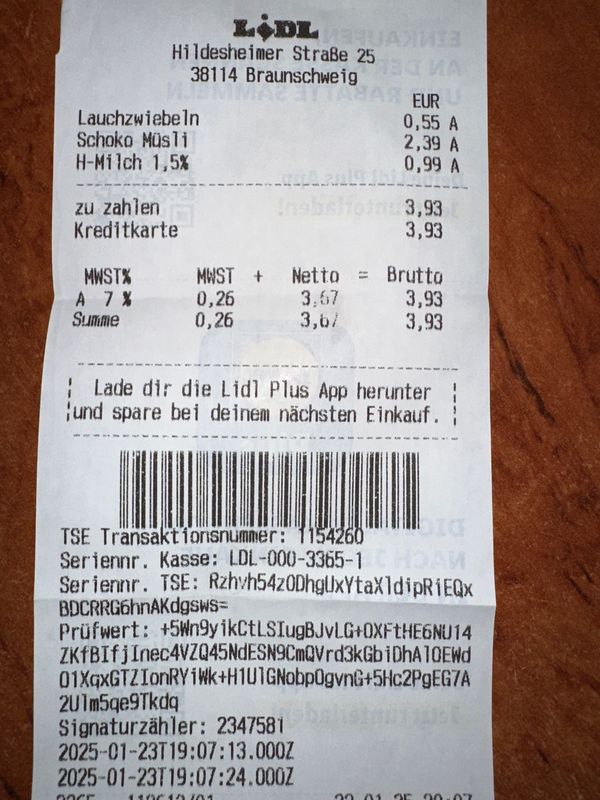 LiDL
Hildesheimer Straße 25
38114 Braunschweig
EUR
Lauchzwiebeln 0,55 A
Schoko Müsli 2,39 A
H-Milch 1,5% 0,99 A
zu zahlen 3,93
Kreditkarte 3,93
MWST% MWST + Netto = Brutto
A 7 % 0,26 3,67 3,93
Summe 0,26 3,67 3,93
Lade dir die Lidl Plus App herunter
und spare bei deinem nächsten Einkauf.
TSE Transaktionsnummer: 1154260
Seriennr. Kasse: LDL-000-3365-1
Seriennr. TSE: Rzhvh54zODhgUxYtaXldipRiEQx
BDCRRG6hnAKdgsws=
Prüfwert: +5Wn9yikCtLSIugBJvLG+OXFtHE6NU14
ZKfBIfjInec4VZQ45NdESN9CmQVrd3kGbiDhAlOEWd
O1XqxGTZIonRYiWk+H1UlGNobpOgvnG+5Hc2PgEG7A
2Ulm5qe9Tkdq
Signaturzähler: 2347581
2025-01-23T19:07:13.000Z
2025-01-23T19:07:24.000Z